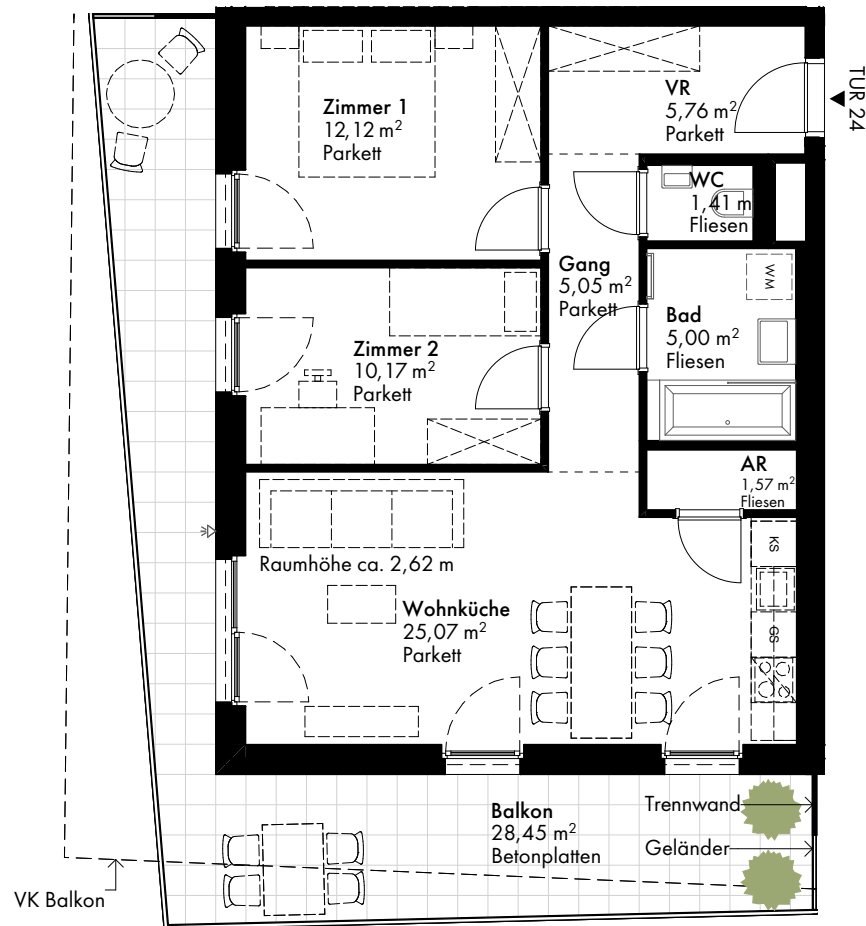 Zimmer 1
12,12 m²
Parkett
VR
5,76 m²
Parkett
TÜR 24
WC
1,41 m
Fliesen
Gang
5,05 m²
Parkett
WM
Bad
5,00 m²
Fliesen
Zimmer 2
10,17 m²
Parkett
AR
1,57 m²
Fliesen
KS
Raumhöhe ca. 2,62 m
Wohnküche
25,07 m²
Parkett
GS
Balkon
28,45 m²
Betonplatten
Trennwand
Geländer
VK Balkon